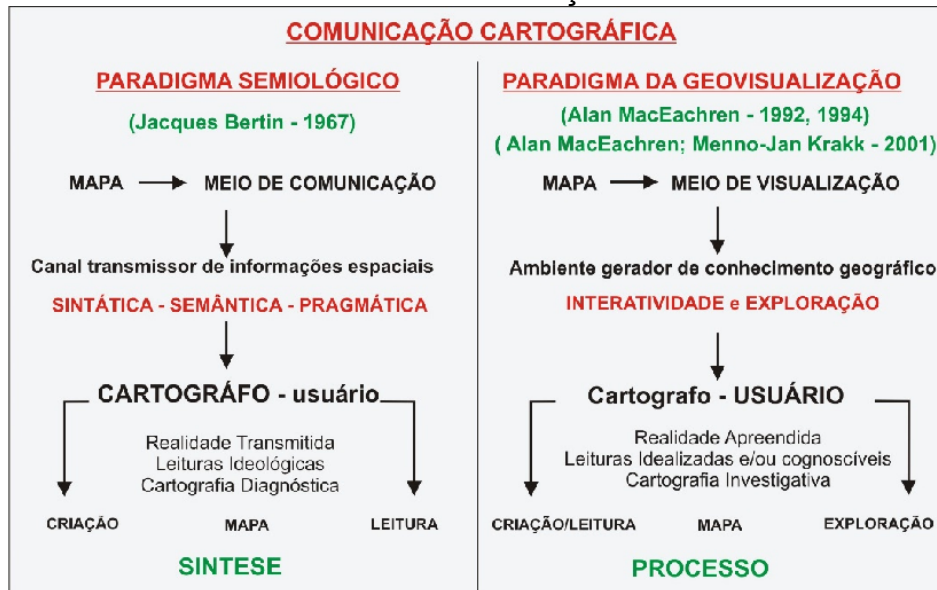 COMUNICAÇÃO CARTOGRÁFICA
PARADIGMA SEMIOLÓGICO
(Jacques Bertin - 1967)
MAPA MEIO DE COMUNICAÇÃO
Canal transmissor de informações espaciais
SINTÁTICA - SEMÂNTICA - PRAGMÁTICA
CARTOGRÁFO - usuário
Realidade Transmitida
Leituras Ideológicas
Cartografia Diagnóstica
CRIAÇÃO MAPA LEITURA
SINTESE
PARADIGMA DA GEOVISUALIZAÇÃO
(Alan MacEachren - 1992, 1994)
( Alan MacEachren; Menno-Jan Krakk - 2001)
MAPA MEIO DE VISUALIZAÇÃO
Ambiente gerador de conhecimento geográfico
INTERATIVIDADE e EXPLORAÇÃO
Cartografo - USUÁRIO
Realidade Apreendida
Leituras Idealizadas e/ou cognoscíveis
Cartografia Investigativa
CRIAÇÃO/LEITURA MAPA EXPLORAÇÃO
PROCESSO